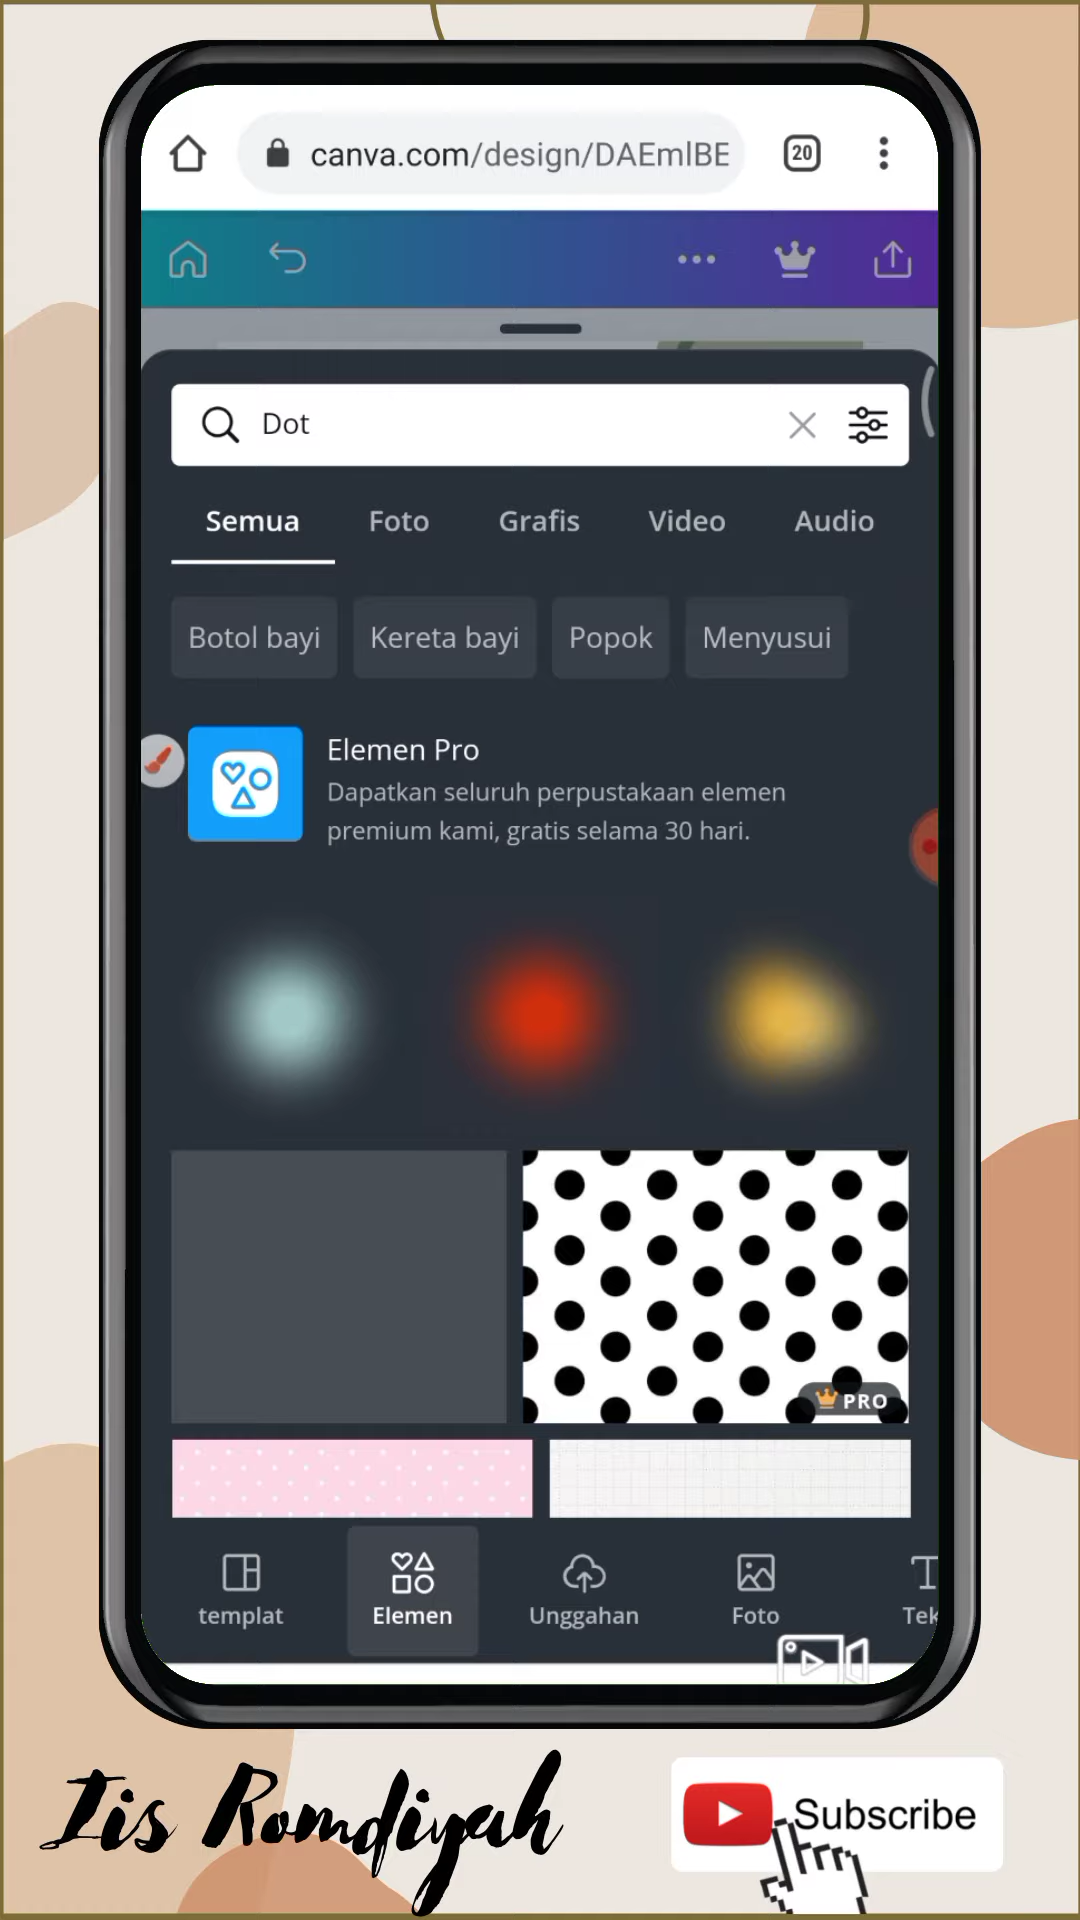 canva.com/design/DAEmlBE
20
Dot
Semua Foto Grafis Video Audio
Botol bayi Kereta bayi Popok Menyusui
Elemen Pro
Dapatkan seluruh perpustakaan elemen
premium kami, gratis selama 30 hari.
PRO
templat Elemen Unggahan Foto Tek
Iis Romdiyah
Subscribe